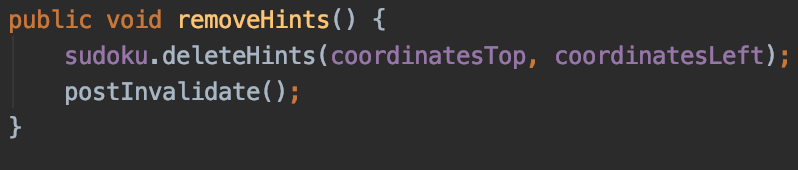 public void removeHints() {
    sudoku.deleteHints(coordinatesTop, coordinatesLeft);
    postInvalidate();
}